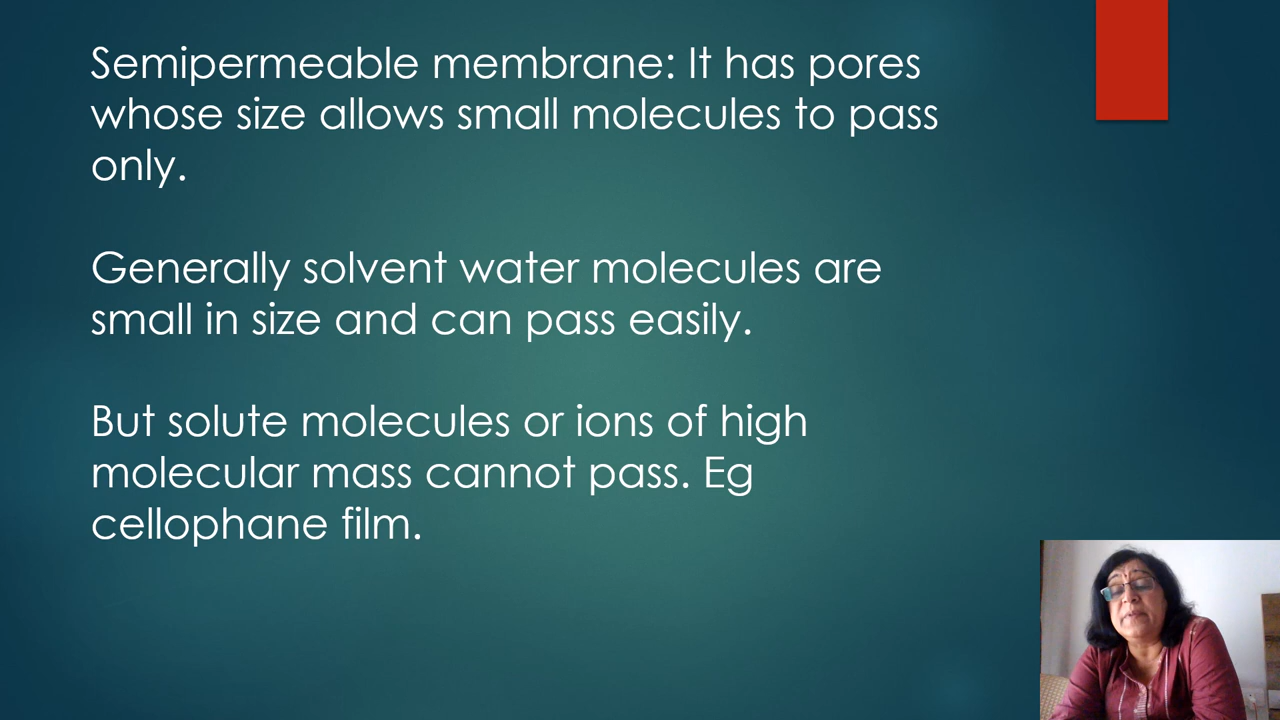 Semipermeable membrane: It has pores
whose size allows small molecules to pass
only.
Generally solvent water molecules are
small in size and can pass easily.
But solute molecules or ions of high
molecular mass cannot pass. Eg
cellophane film.